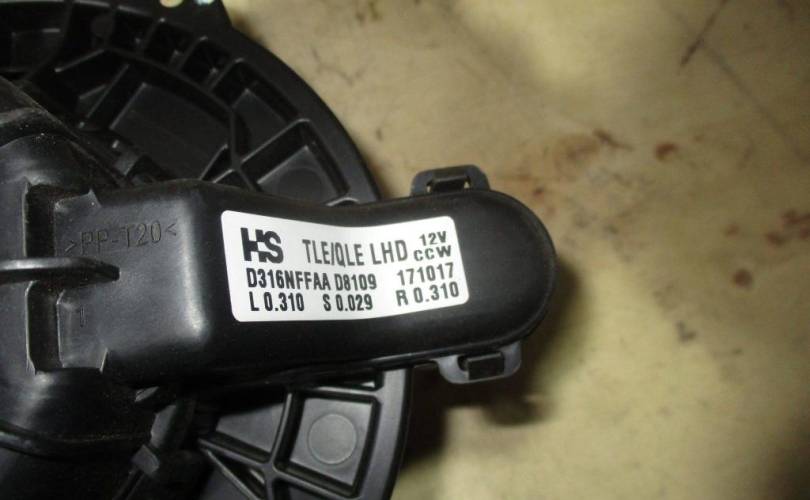 >PP-T20<
HS TLE/QLE LHD 12V CCW
D316NFFAA D8109 171017
L 0.310 S 0.029 R 0.310